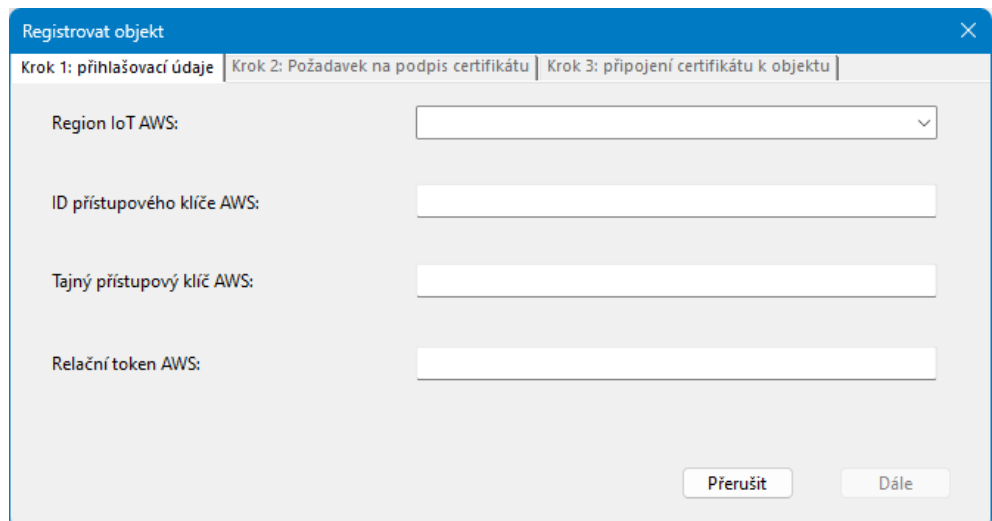 Registrovat objekt
Krok 1: přihlašovací údaje Krok 2: Požadavek na podpis certifikátu Krok 3: připojení certifikátu k objektu
Region IoT AWS:
ID přístupového klíče AWS:
Tajný přístupový klíč AWS:
Relační token AWS:
Přerušit Dále